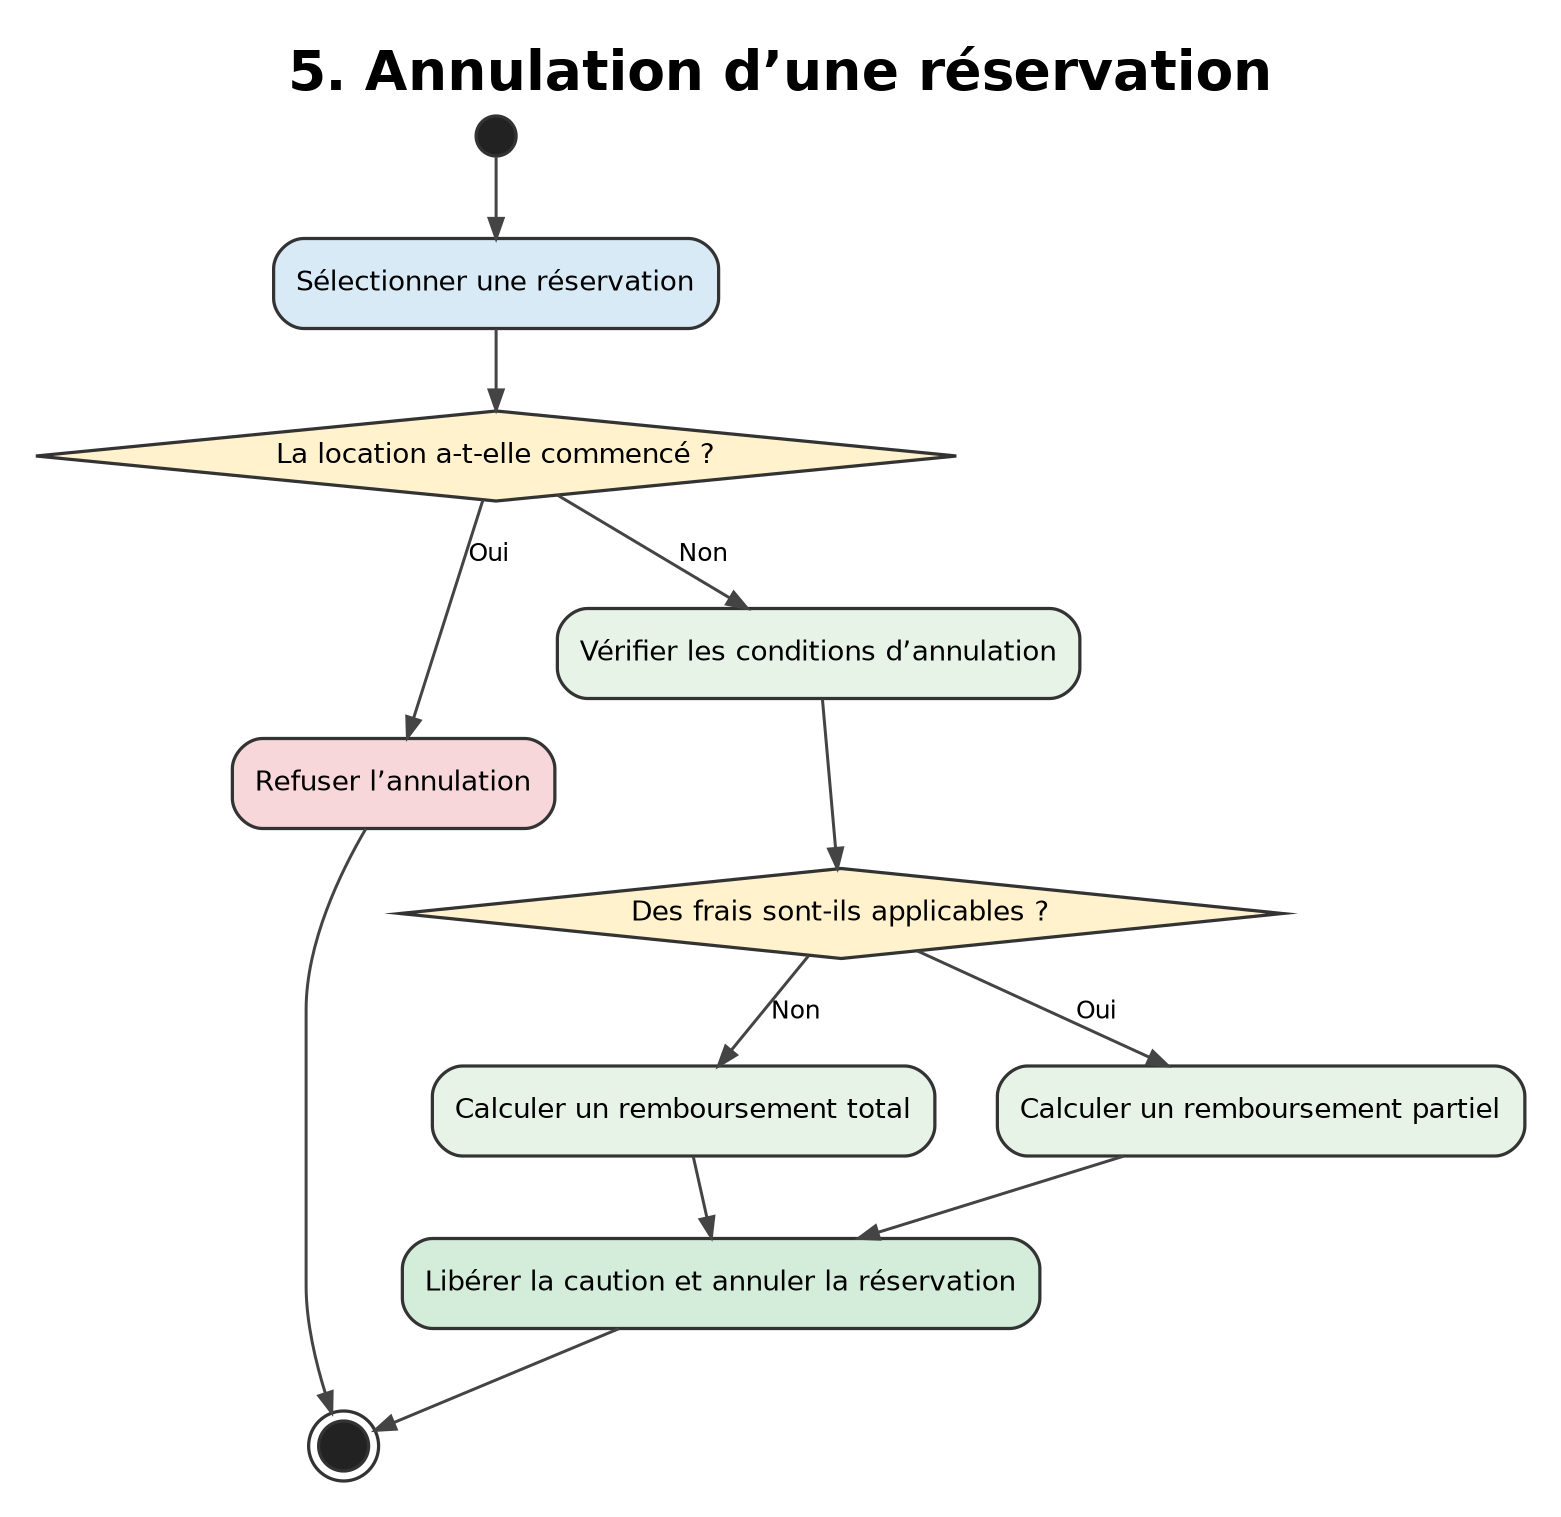 5. Annulation d’une réservation
Sélectionner une réservation
La location a-t-elle commencé ?
Oui
Non
Vérifier les conditions d’annulation
Refuser l’annulation
Des frais sont-ils applicables ?
Non
Oui
Calculer un remboursement total
Calculer un remboursement partiel
Libérer la caution et annuler la réservation